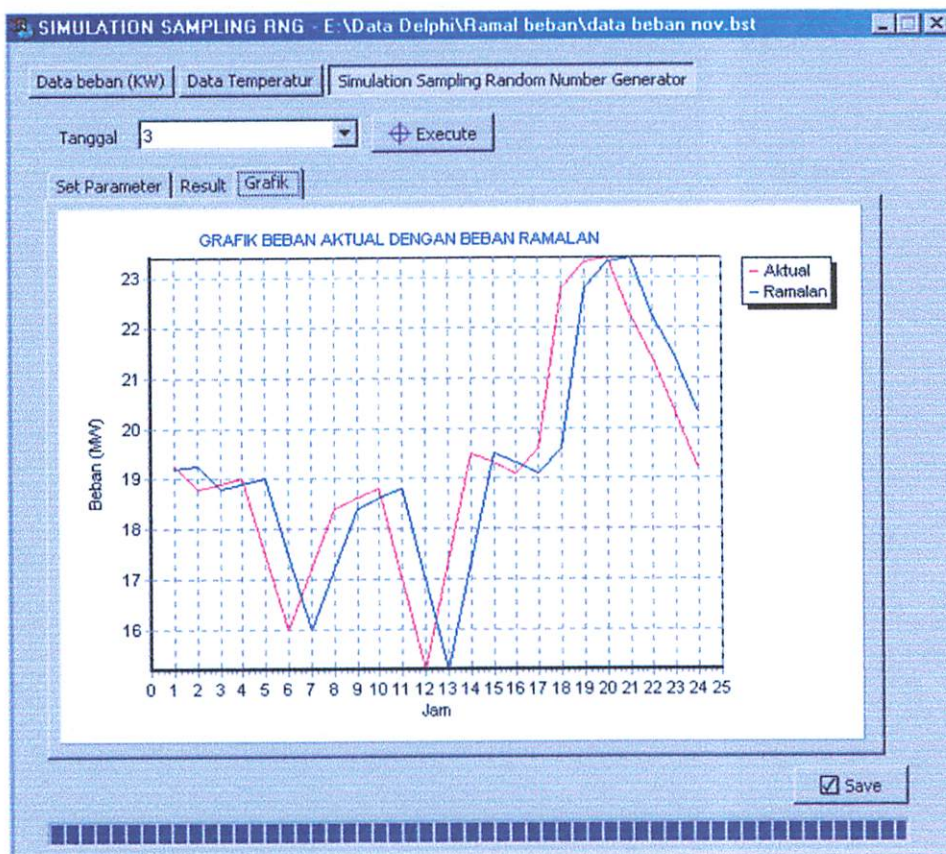 SIMULATION SAMPLING RNG - E:\Data Delphi\Ramal beban\data beban nov.bst
Data beban (KW) Data Temperatur Simulation Sampling Random Number Generator
Tanggal 3 Execute
Set Parameter Result Grafik
GRAFIK BEBAN AKTUAL DENGAN BEBAN RAMALAN
Aktual
Ramalan
23
22
21
20
19
18
17
16
Beban (MW)
0 1 2 3 4 5 6 7 8 9 10 11 12 13 14 15 16 17 18 19 20 21 22 23 24 25
Jam
Save